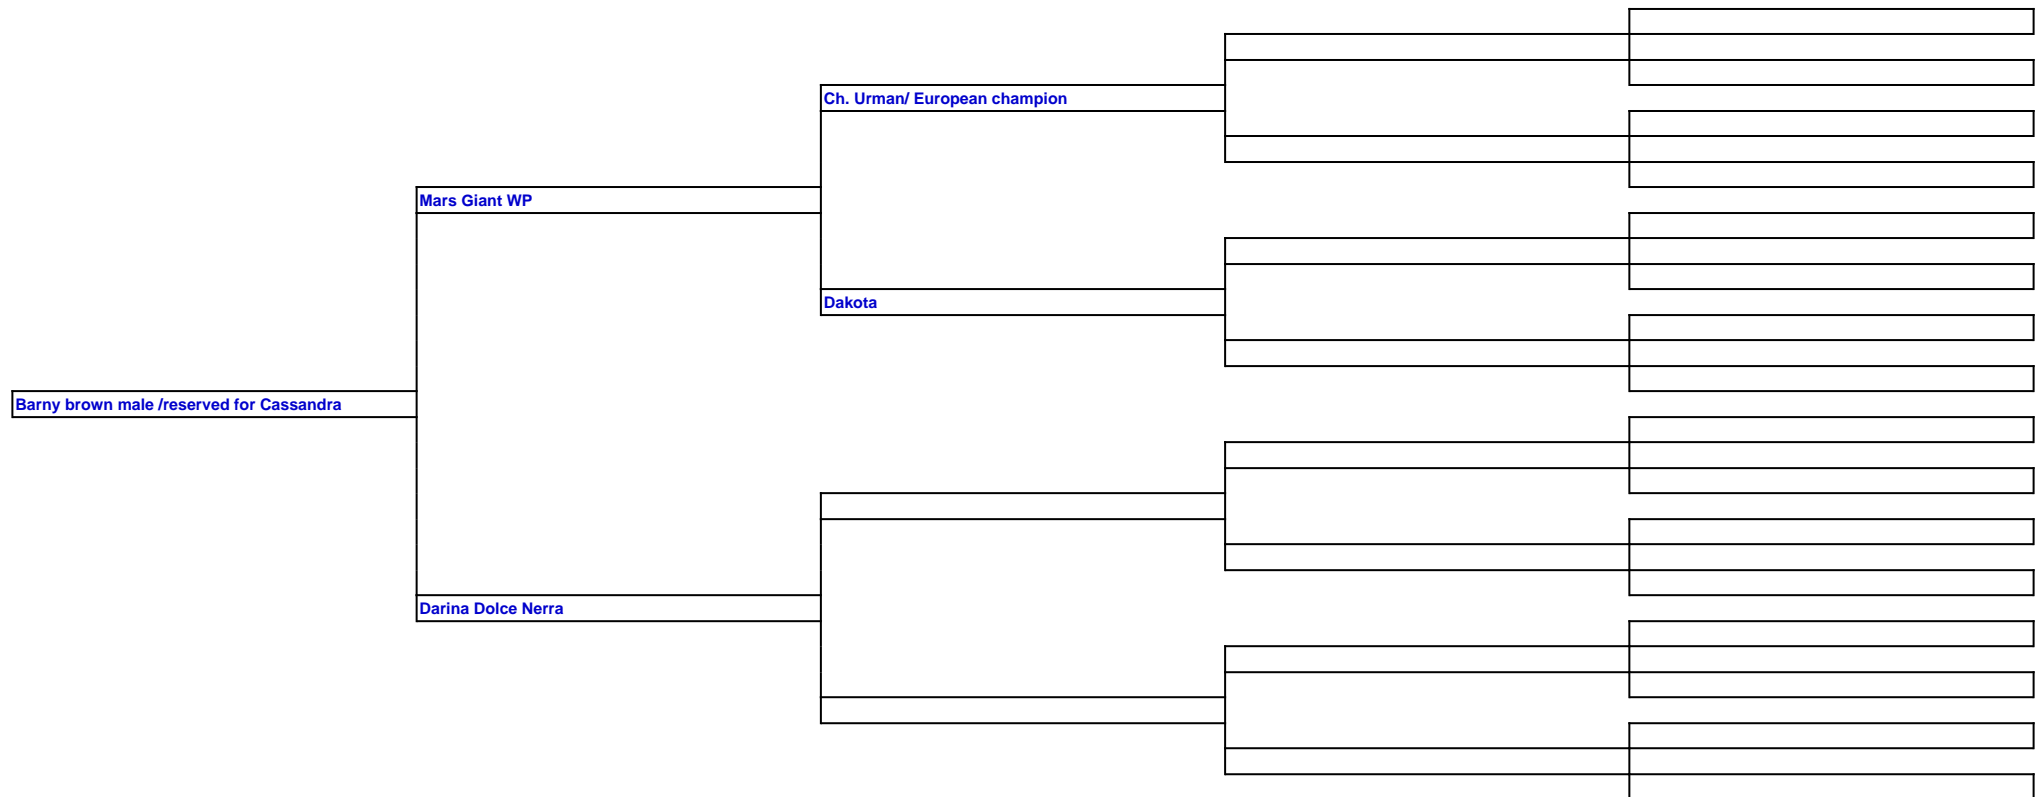 Ch. Urman/ European champion
Mars Giant WP
Dakota
Barny brown male /reserved for Cassandra
Darina Dolce Nerra